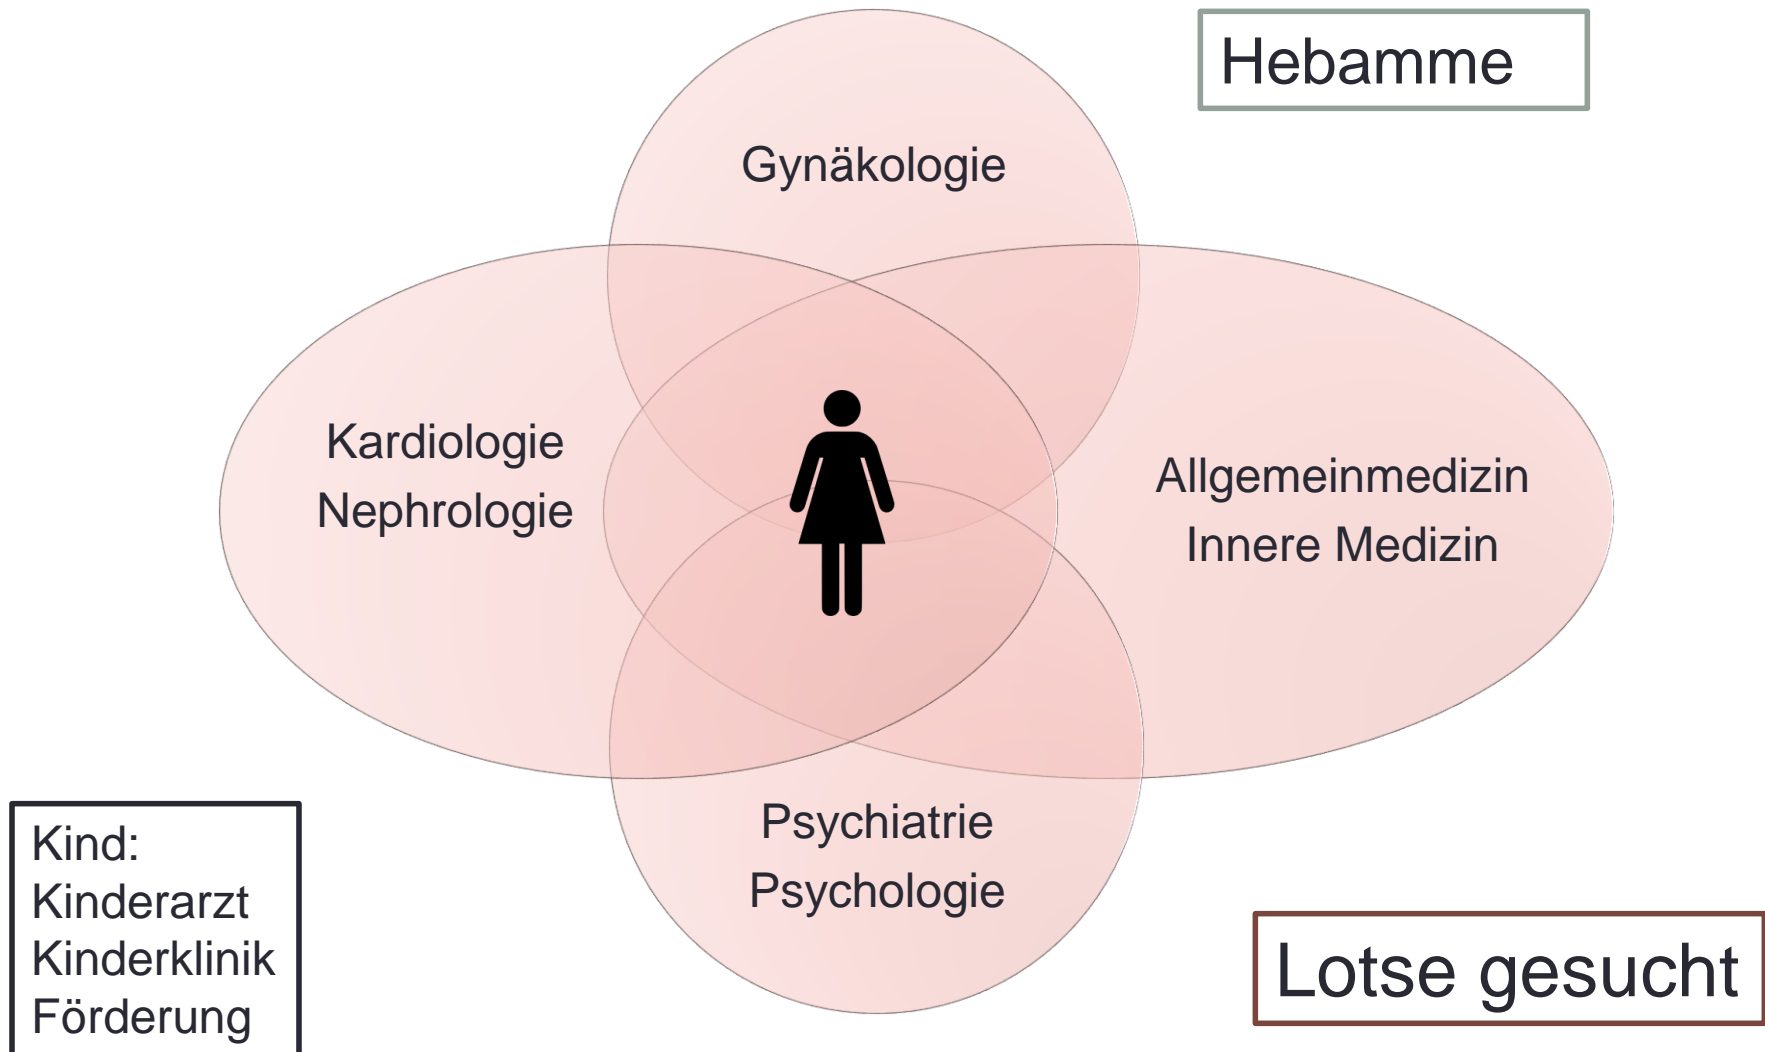 Hebamme
Gynäkologie
Kardiologie
Nephrologie
Allgemeinmedizin
Innere Medizin
Psychiatrie
Psychologie
Kind:
Kinderarzt
Kinderklinik
Förderung
Lotse gesucht